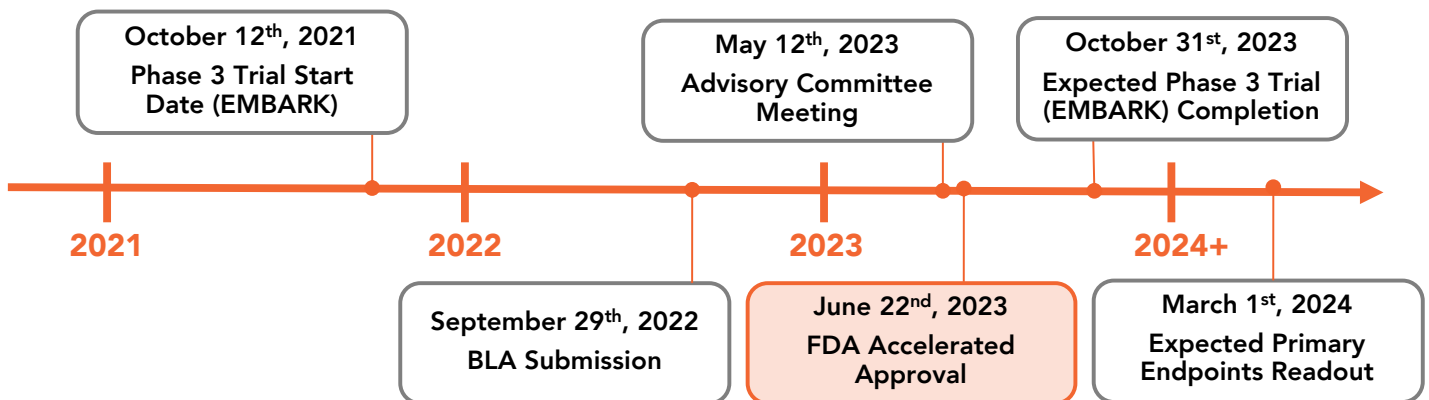 October 12th, 2021
Phase 3 Trial Start
Date (EMBARK)
May 12th, 2023
Advisory Committee
Meeting
October 31st, 2023
Expected Phase 3 Trial
(EMBARK) Completion
2021
2022
2023
2024+
September 29th, 2022
BLA Submission
June 22nd, 2023
FDA Accelerated
Approval
March 1st, 2024
Expected Primary
Endpoints Readout